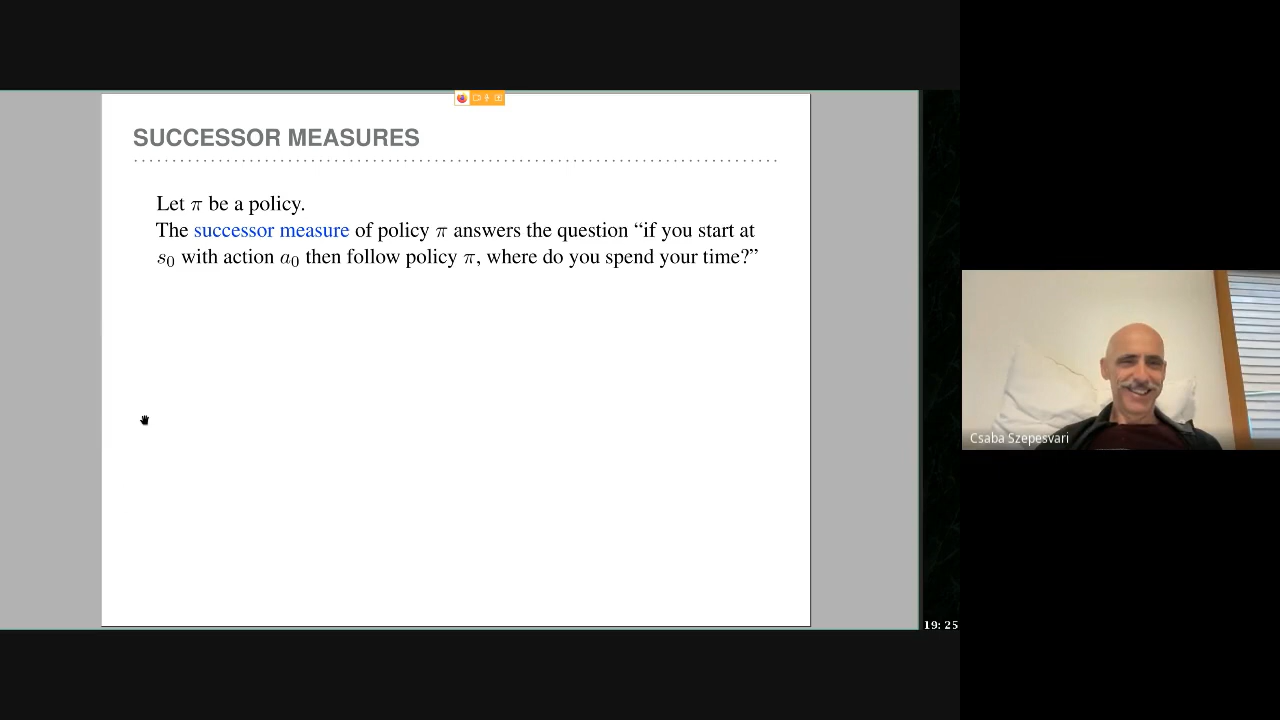 SUCCESSOR MEASURES
Let π be a policy.
The successor measure of policy π answers the question “if you start at
s₀ with action a₀ then follow policy π, where do you spend your time?”
Csaba Szepesvari
19: 25